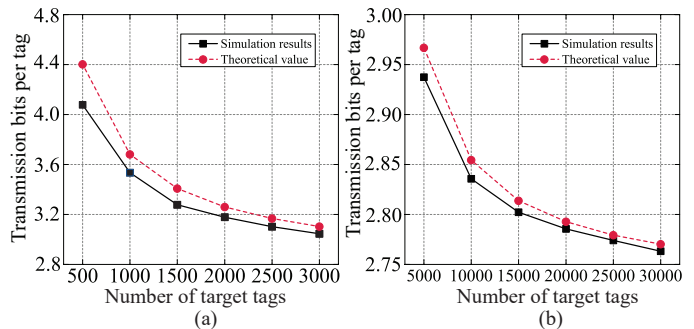 4.8
4.4
4.0
3.6
3.2
2.8
Transmission bits per tag
Simulation results
Theoretical value
500 1000 1500 2000 2500 3000
Number of target tags
(a)
3.00
2.95
2.90
2.85
2.80
2.75
Transmission bits per tag
Simulation results
Theoretical value
5000 10000 15000 20000 25000 30000
Number of target tags
(b)